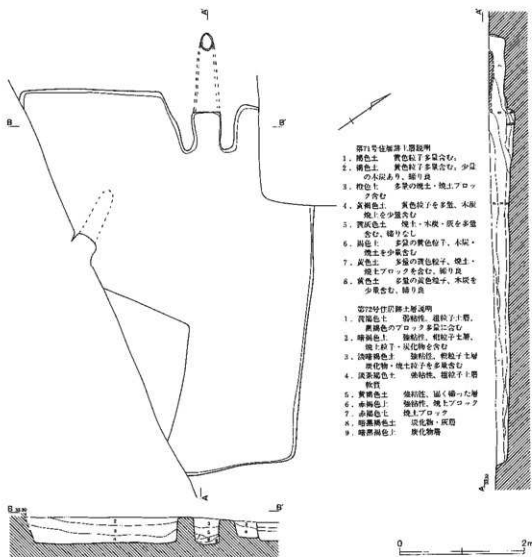 A'
B
B'
第71号住居跡土層説明
1．褐色土　黄色粒子多量含む。
2．褐色土　黄色粒子多量含む、少量
の木炭あり、締り良
3．橙色土　多量の焼土・焼土ブロッ
ク含む
4．黄褐色土　黄色粒子を多量、木炭
焼土を少量含む
5．黄灰色土　焼土・木炭・灰を多量
含む、締りなし
6．褐色土　多量の黄色粒子、木炭・
焼土を少量含む
7．黄色土　多量の黄色粒子、焼土・
焼土ブロックを含む、締り良
8．黄色土　多量の黄色粒子、木炭を
少量含む、締り良
第72号住居跡土層説明
1．黄褐色土　弱粘性、粗粒子土層、
黒褐色のブロック多量に含む
2．暗褐色土　強粘性、粗粒子土層、
焼土粒子・炭化物を含む
3．淡暗褐色土　強粘性、粗粒子土層
炭化物・焼土粒子を多量含む
4．淡茶褐色土　強粘性、粗粒子土層
軟質
5．黄褐色土　強粘性、固く締った層
6．赤褐色土　強粘性、焼土ブロック
7．赤褐色土　焼土ブロック
8．暗黒褐色土　炭化物・灰層
9．暗黒褐色土　炭化物層
A'
A
A
B
B'
0
2m